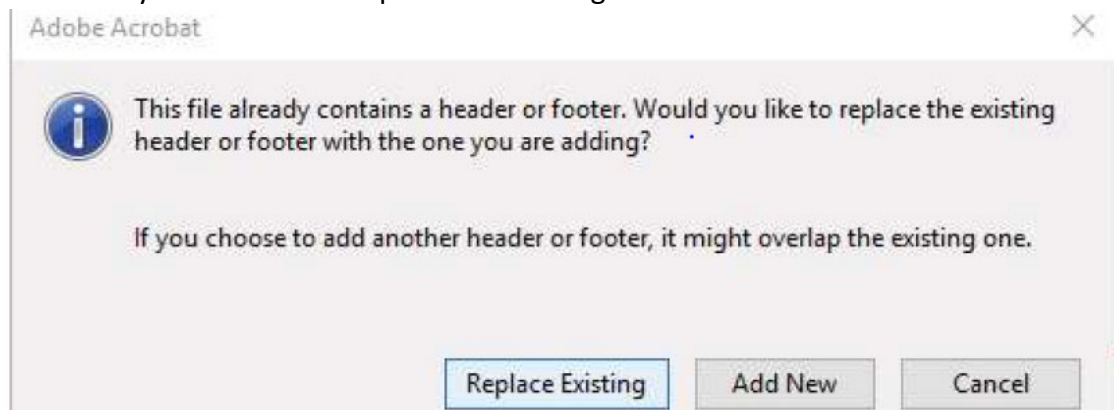 Adobe Acrobat
This file already contains a header or footer. Would you like to replace the existing
header or footer with the one you are adding?
If you choose to add another header or footer, it might overlap the existing one.
Replace Existing Add New Cancel